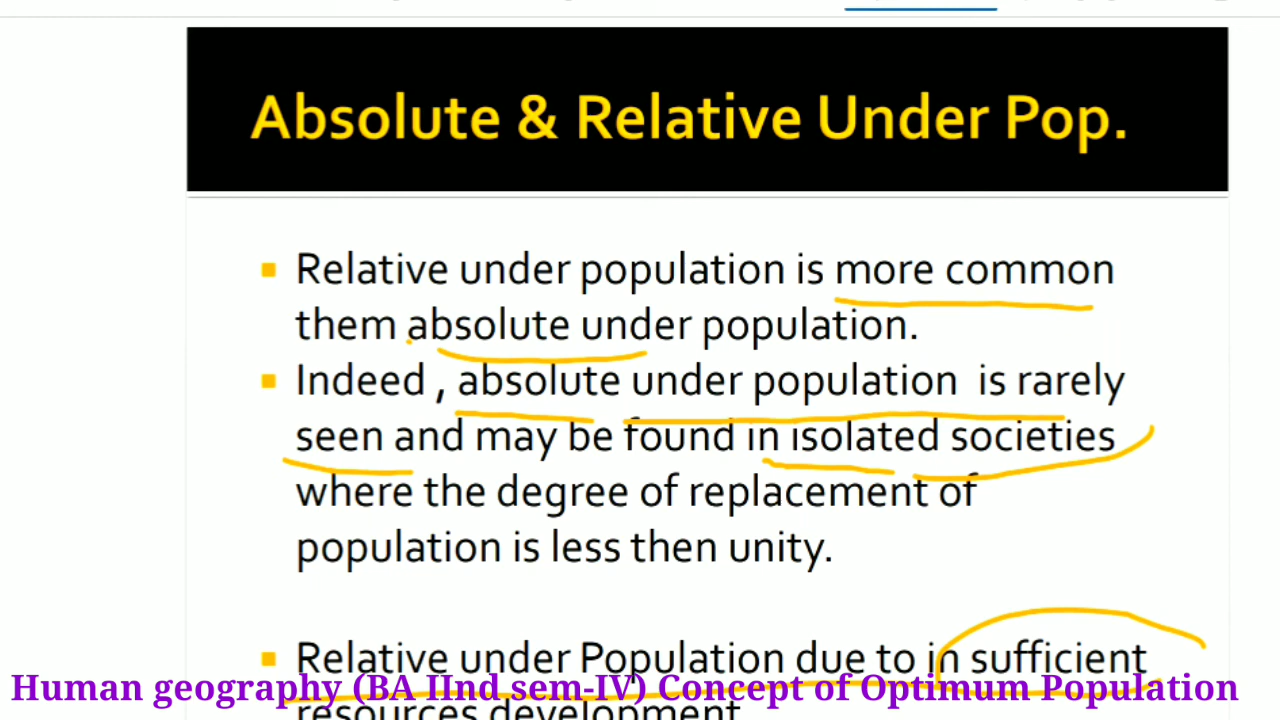 Absolute & Relative Under Pop.
Relative under population is more common
them absolute under population.
Indeed , absolute under population is rarely
seen and may be found in isolated societies
where the degree of replacement of
population is less then unity.
Relative under Population due to in sufficient
Human geography (BA IInd sem-IV) Concept of Optimum Population
resources development.